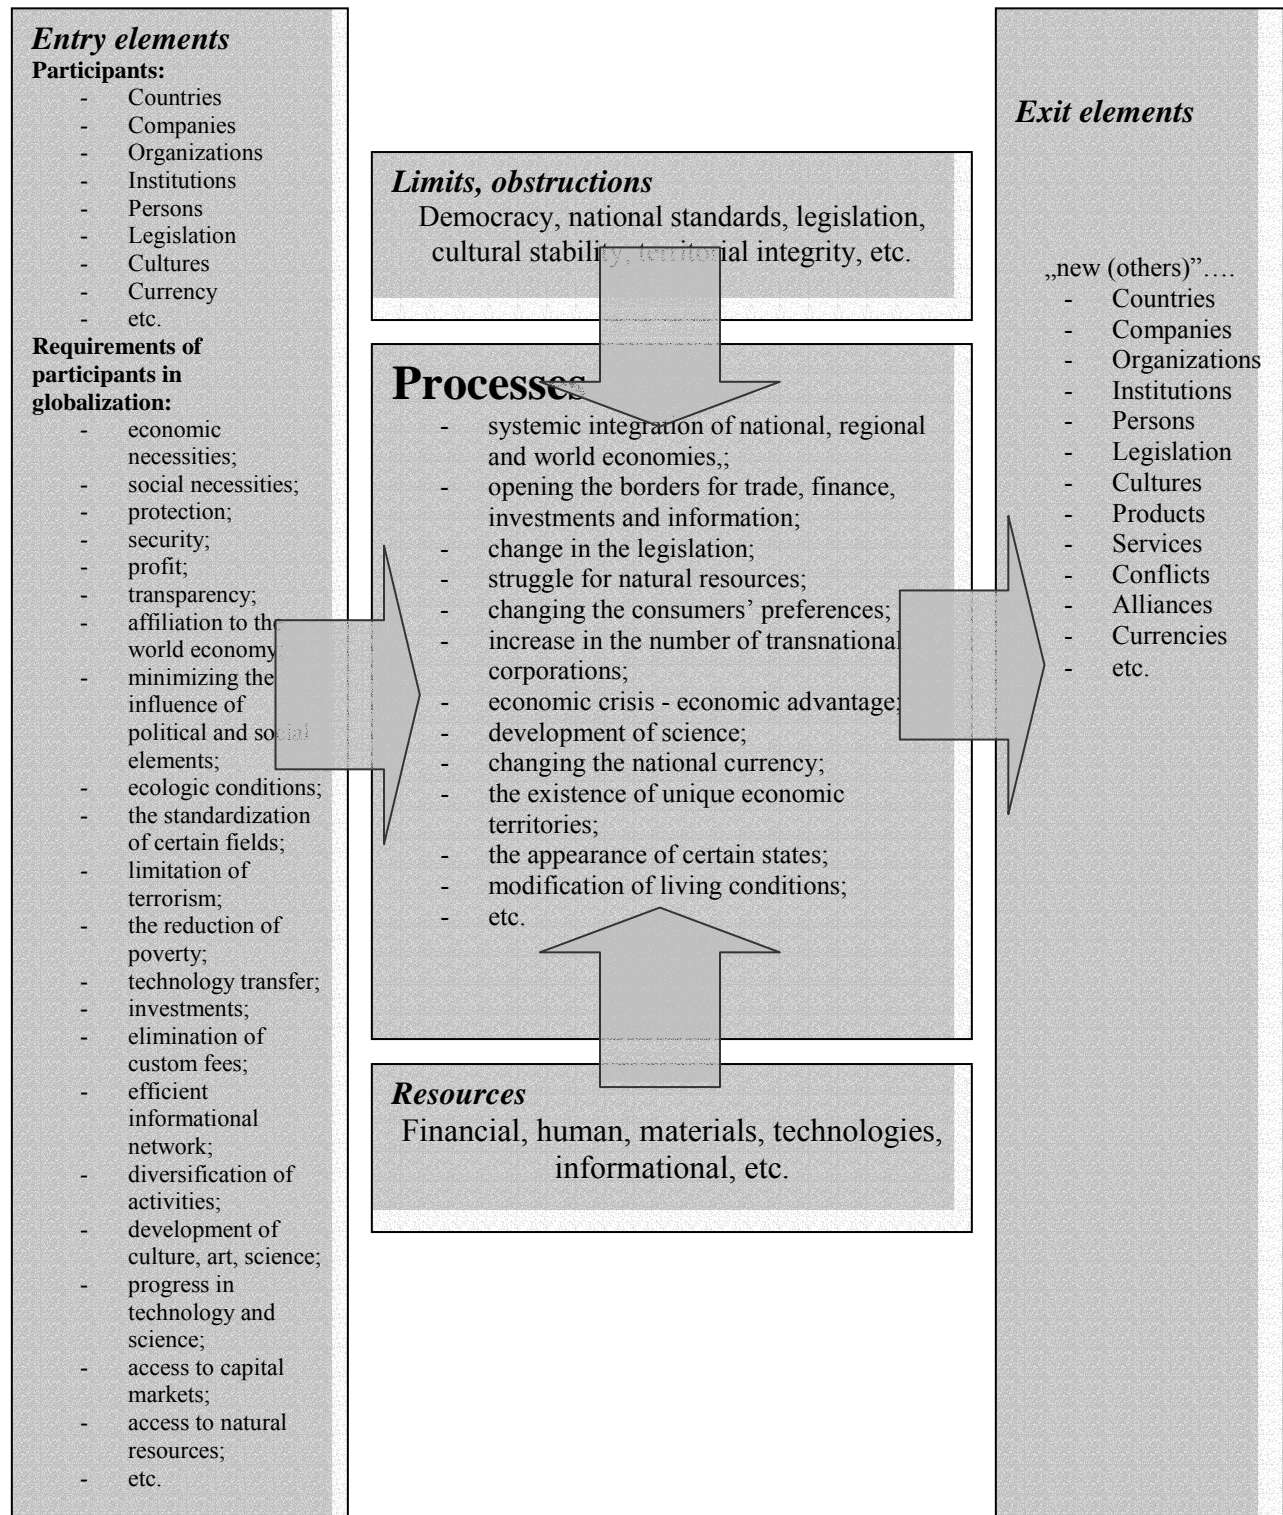 Entry elements
Participants:
- Countries
- Companies
- Organizations
- Institutions
- Persons
- Legislation
- Cultures
- Currency
- etc.
Requirements of
participants in
globalization:
- economic
necessities;
- social necessities;
- protection;
- security;
- profit;
- transparency;
- affiliation to the
world economy
- minimizing the
influence of
political and social
elements;
- ecologic conditions;
- the standardization
of certain fields;
- limitation of
terrorism;
- the reduction of
poverty;
- technology transfer;
- investments;
- elimination of
custom fees;
- efficient
informational
network;
- diversification of
activities;
- development of
culture, art, science;
- progress in
technology and
science;
- access to capital
markets;
- access to natural
resources;
- etc.
Limits, obstructions
Democracy, national standards, legislation,
cultural stability, territorial integrity, etc.
Processes
- systemic integration of national, regional
and world economies,;
- opening the borders for trade, finance,
investments and information;
- change in the legislation;
- struggle for natural resources;
- changing the consumers’ preferences;
- increase in the number of transnational
corporations;
- economic crisis - economic advantage;
- development of science;
- changing the national currency;
- the existence of unique economic
territories;
- the appearance of certain states;
- modification of living conditions;
- etc.
Resources
Financial, human, materials, technologies,
informational, etc.
Exit elements
„new (others)”….
- Countries
- Companies
- Organizations
- Institutions
- Persons
- Legislation
- Cultures
- Products
- Services
- Conflicts
- Alliances
- Currencies
- etc.